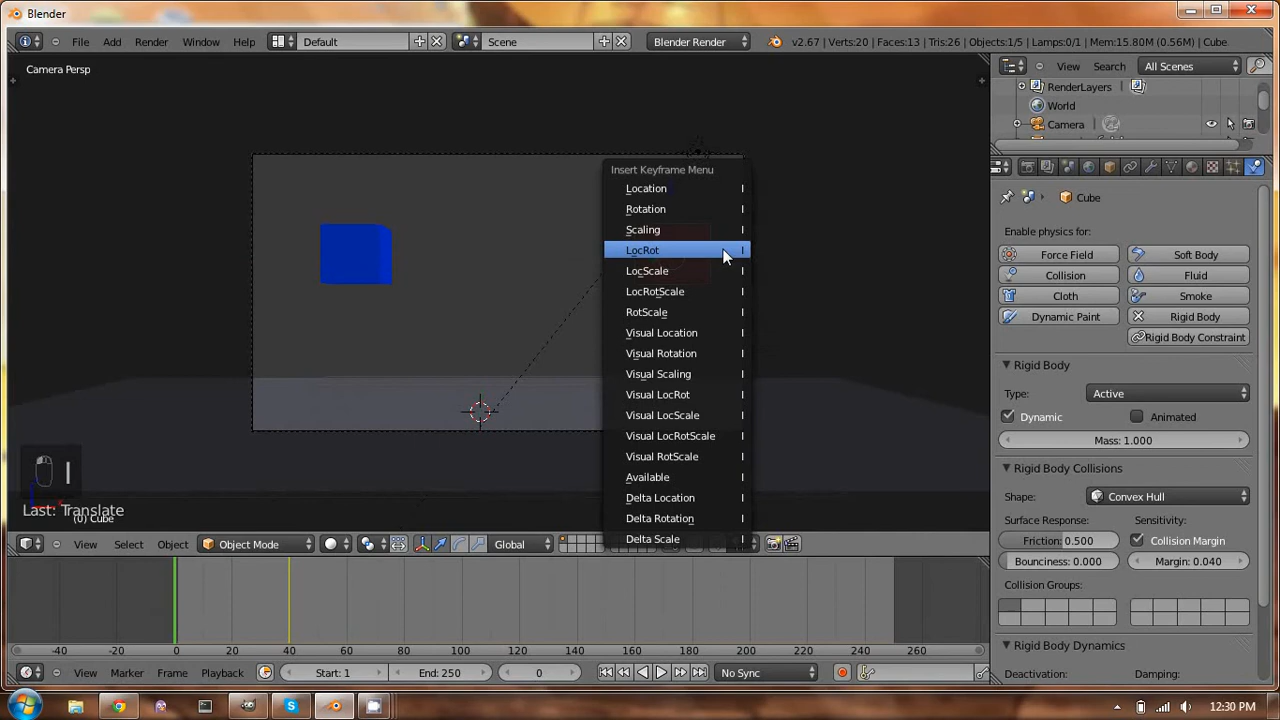 Blender
File Add Render Window Help Default Scene Blender Render v2.67 | Verts:20 | Faces:13 | Tris:26 | Objects:1/5 | Lamps:0/1 | Mem:15.80M (0.56M) | Cube
Camera Persp
View Search All Scenes
RenderLayers
World
Camera
Cube
Insert Keyframe Menu
Location I
Rotation I
Scaling I
LocRot I
LocScale I
LocRotScale I
RotScale I
Visual Location I
Visual Rotation I
Visual Scaling I
Visual LocRot I
Visual LocScale I
Visual LocRotScale I
Visual RotScale I
Available I
Delta Location I
Delta Rotation I
Delta Scale I
Enable physics for:
Force Field Soft Body
Collision Fluid
Cloth Smoke
Dynamic Paint Rigid Body
Rigid Body Constraint
Rigid Body
Type: Active
Dynamic Animated
Mass: 1.000
Rigid Body Collisions
Shape: Convex Hull
Surface Response: Sensitivity:
Friction: 0.500 Collision Margin
Bounciness: 0.000 Margin: 0.040
Collision Groups:
Rigid Body Dynamics
Deactivation: Damping:
I
Last: Translate
(0) Cube
View Select Object Object Mode Global
-40 -20 0 20 40 60 80 100 120 140 160 180 200 220 240 260
View Marker Frame Playback Start: 1 End: 250 0 No Sync
12:30 PM